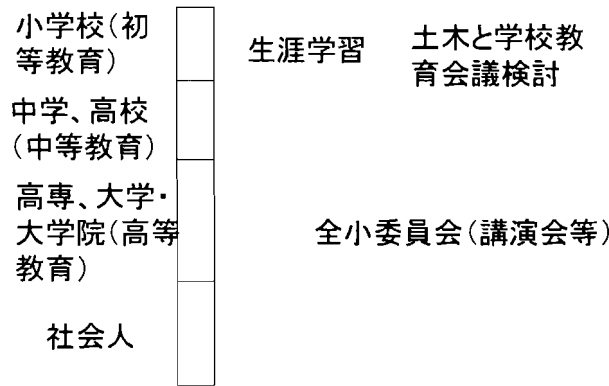 小学校(初
等教育)
生涯学習
土木と学校教
育会議検討
中学、高校
(中等教育)
高専、大学・
大学院(高等
教育)
全小委員会(講演会等)
社会人